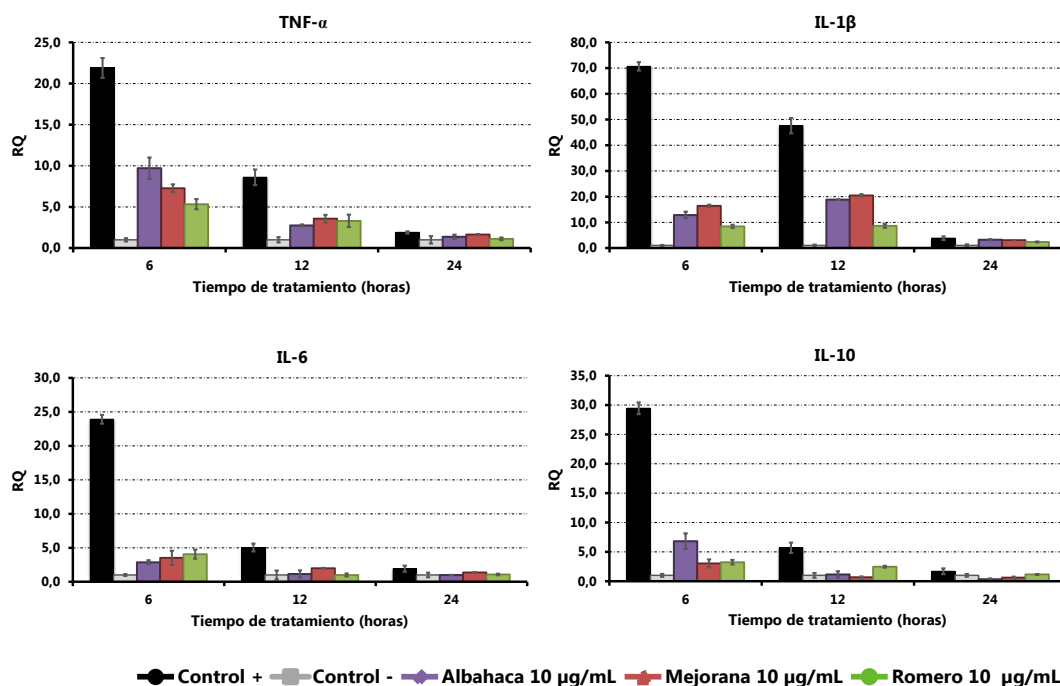 TNF-α
25,0
20,0
15,0
10,0
5,0
0,0
RQ
6 12 24
Tiempo de tratamiento (horas)
IL-1β
80,0
70,0
60,0
50,0
40,0
30,0
20,0
10,0
0,0
RQ
6 12 24
Tiempo de tratamiento (horas)
IL-6
30,0
25,0
20,0
15,0
10,0
5,0
0,0
RQ
6 12 24
Tiempo de tratamiento (horas)
IL-10
35,0
30,0
25,0
20,0
15,0
10,0
5,0
0,0
RQ
6 12 24
Tiempo de tratamiento (horas)
Control + Control - Albahaca 10 µg/mL Mejorana 10 µg/mL Romero 10 µg/mL